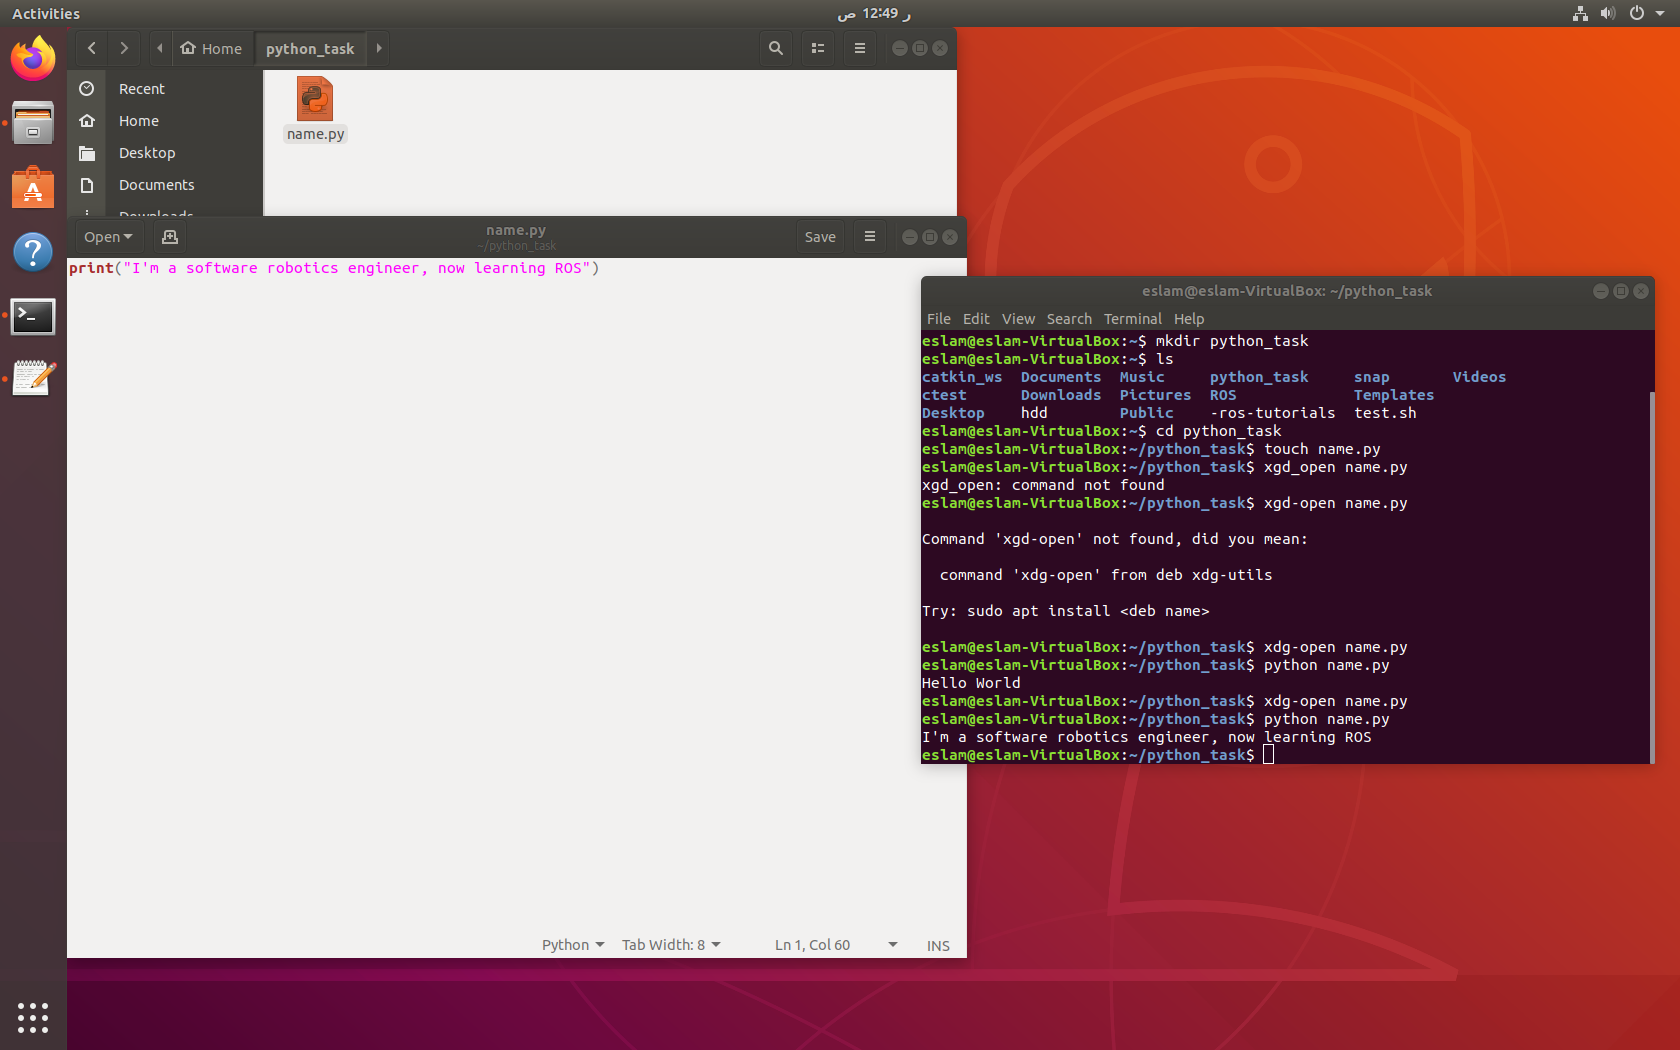 Activities
ر 12:49 ص
Home python_task
Recent
Home
Desktop
Documents
Downloads
name.py
Open
name.py
~/python_task
Save
print("I'm a software robotics engineer, now learning ROS")
Python Tab Width: 8 Ln 1, Col 60 INS
eslam@eslam-VirtualBox: ~/python_task
File Edit View Search Terminal Help
eslam@eslam-VirtualBox:~$ mkdir python_task
eslam@eslam-VirtualBox:~$ ls
catkin_ws Documents Music python_task snap Videos
ctest Downloads Pictures ROS Templates
Desktop hdd Public -ros-tutorials test.sh
eslam@eslam-VirtualBox:~$ cd python_task
eslam@eslam-VirtualBox:~/python_task$ touch name.py
eslam@eslam-VirtualBox:~/python_task$ xgd_open name.py
xgd_open: command not found
eslam@eslam-VirtualBox:~/python_task$ xgd-open name.py
Command 'xgd-open' not found, did you mean:
command 'xdg-open' from deb xdg-utils
Try: sudo apt install <deb name>
eslam@eslam-VirtualBox:~/python_task$ xdg-open name.py
eslam@eslam-VirtualBox:~/python_task$ python name.py
Hello World
eslam@eslam-VirtualBox:~/python_task$ xdg-open name.py
eslam@eslam-VirtualBox:~/python_task$ python name.py
I'm a software robotics engineer, now learning ROS
eslam@eslam-VirtualBox:~/python_task$